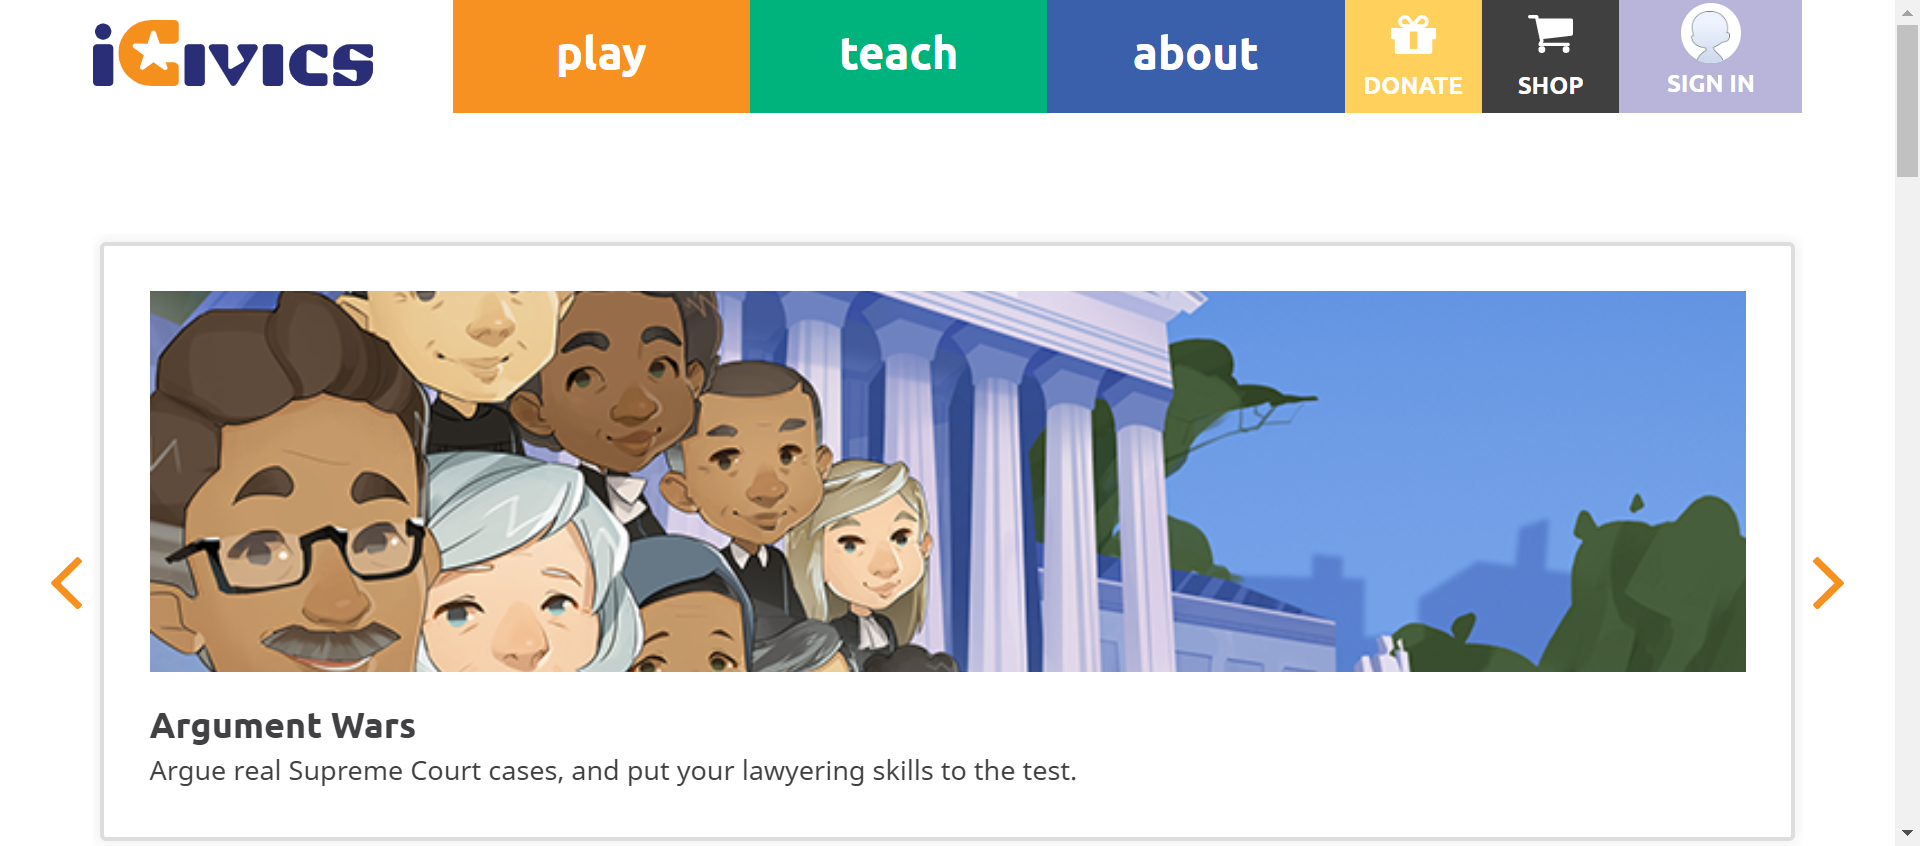 iCivics
play
teach
about
DONATE
SHOP
SIGN IN
Argument Wars
Argue real Supreme Court cases, and put your lawyering skills to the test.